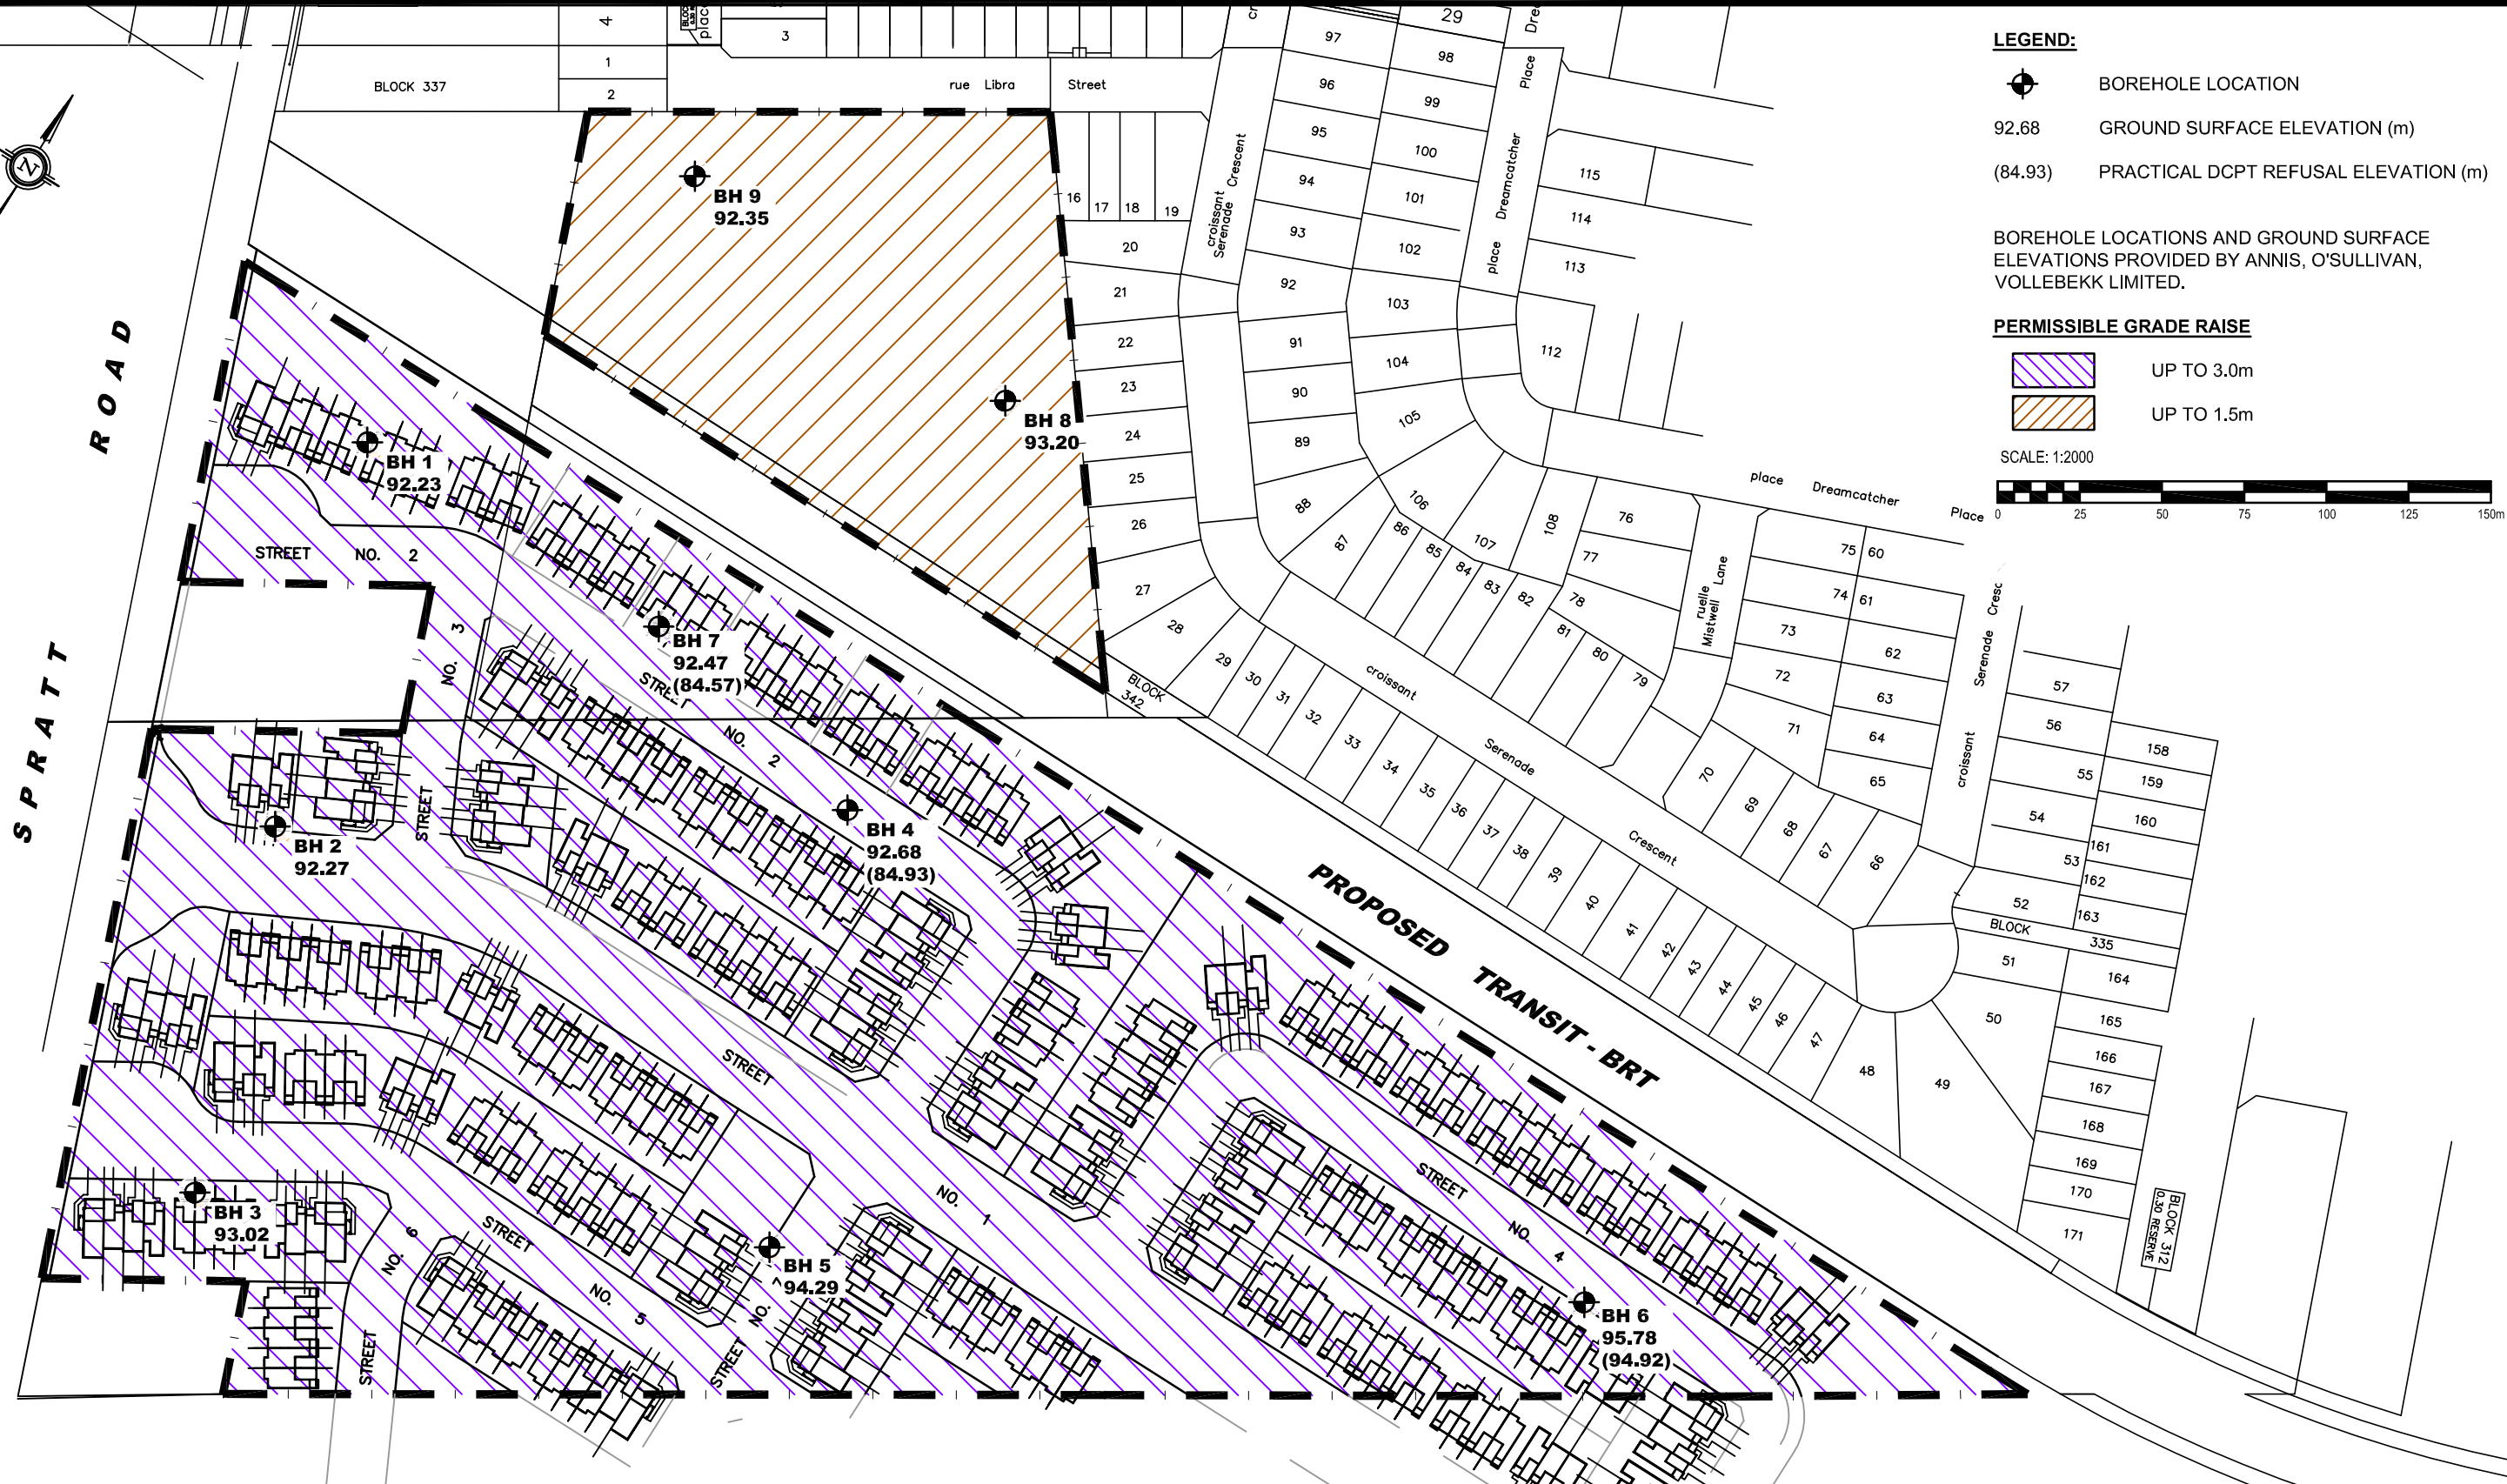 LEGEND:
BOREHOLE LOCATION
92.68 GROUND SURFACE ELEVATION (m)
(84.93) PRACTICAL DCPT REFUSAL ELEVATION (m)
BOREHOLE LOCATIONS AND GROUND SURFACE
ELEVATIONS PROVIDED BY ANNIS, O'SULLIVAN,
VOLLEBEKK LIMITED.
PERMISSIBLE GRADE RAISE
UP TO 3.0m
UP TO 1.5m
SCALE: 1:2000
0 25 50 75 100 125 150m
N
SPRATT ROAD
BLOCK 337
4
1
2
3
rue Libra Street
BH 9
92.35
BH 8
93.20
BH 1
92.23
BH 7
92.47
(84.57)
BH 4
92.68
(84.93)
BH 2
92.27
BH 3
93.02
BH 5
94.29
BH 6
95.78
(94.92)
STREET NO. 2
STREET NO. 3
STREET NO. 2
STREET NO. 1
STREET NO. 4
STREET NO. 5
STREET NO. 6
STREET NO.
PROPOSED TRANSIT - BRT
BLOCK
342
croissant
Serenade Crescent
place Dreamcatcher Place
place Dreamcatcher Place
ruelle
Mistwell Lane
croissant Serenade Crescent
croissant Serenade Cresc
BLOCK 335
BLOCK 312
0.30 RESERVE
16
17
18
19
20
21
22
23
24
25
26
27
28
29
30
31
32
33
34
35
36
37
38
39
40
41
42
43
44
45
46
47
48
49
50
51
52
53
54
55
56
57
29
97
98
96
99
95
100
94
101
93
102
92
103
91
104
90
105
89
88
106
87
86
85
84
83
82
107
108
81
80
79
78
77
76
112
113
114
115
75
60
74
61
73
62
72
63
71
64
65
70
69
68
67
66
158
159
160
161
162
163
164
165
166
167
168
169
170
171